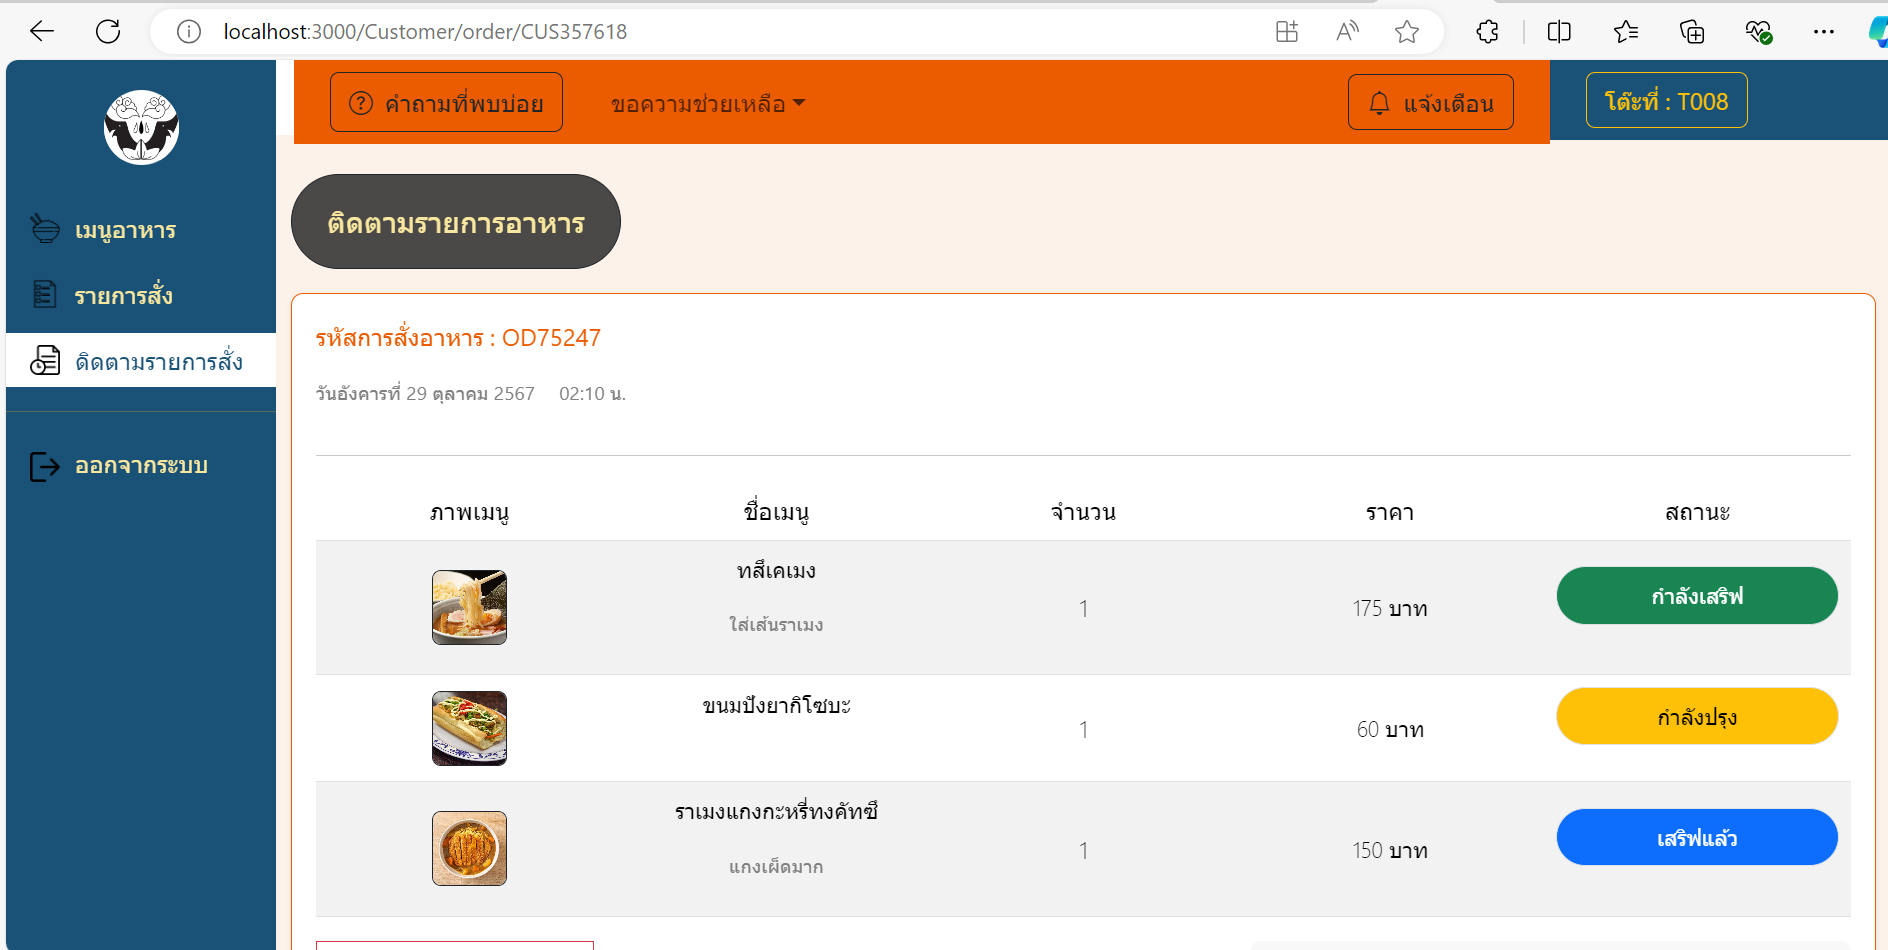 localhost:3000/Customer/order/CUS357618
คำถามที่พบบ่อย
ขอความช่วยเหลือ
แจ้งเตือน
โต๊ะที่ : T008
เมนูอาหาร
รายการสั่ง
ติดตามรายการสั่ง
ออกจากระบบ
ติดตามรายการอาหาร
รหัสการสั่งอาหาร : OD75247
วันอังคารที่ 29 ตุลาคม 2567 02:10 น.
ภาพเมนู ชื่อเมนู จำนวน ราคา สถานะ
ทสึเคเมง
ใส่เส้นราเมง
1 175 บาท กำลังเสริฟ
ขนมปังยากิโซบะ
1 60 บาท กำลังปรุง
ราเมงแกงกะหรี่ทงคัทซึ
แกงเผ็ดมาก
1 150 บาท เสริฟแล้ว